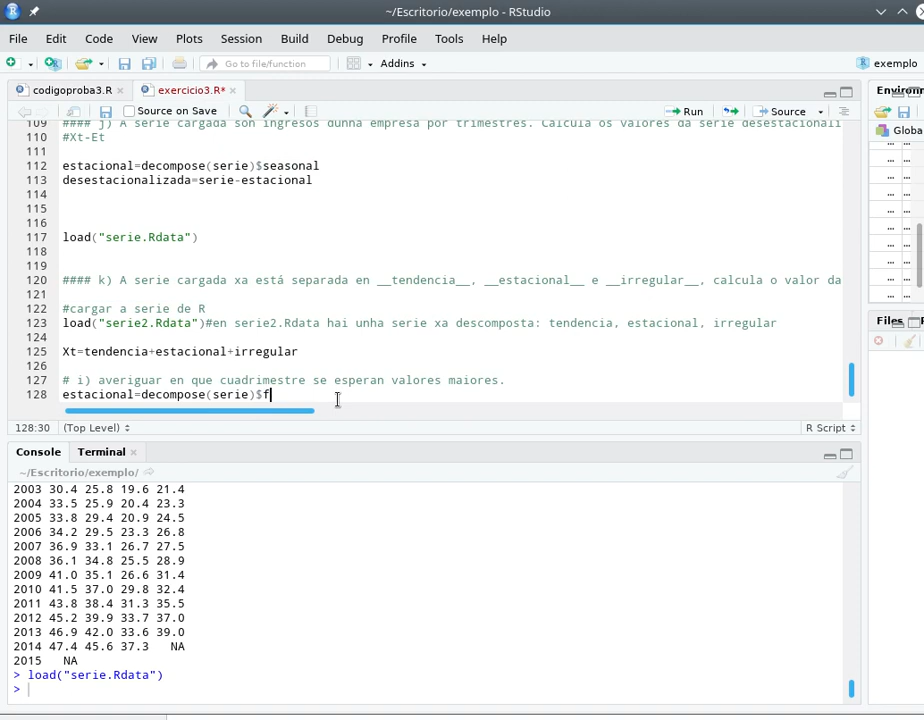 ~/Escritorio/exemplo - RStudio
File Edit Code View Plots Session Build Debug Profile Tools Help
Go to file/function Addins exemplo
codigoproba3.R exercicio3.R* Environ
Source on Save Run Source Globa
109 #### j) A serie cargada son ingresos dunha empresa por trimestres. Calcula os valores da serie desestacionali
110 #Xt-Et
111
112 estacional=decompose(serie)$seasonal
113 desestacionalizada=serie-estacional
114
115
116
117 load("serie.Rdata")
118
119
120 #### k) A serie cargada xa está separada en __tendencia__, __estacional__ e __irregular__, calcula o valor da
121
122 #cargar a serie de R
123 load("serie2.Rdata")#en serie2.Rdata hai unha serie xa descomposta: tendencia, estacional, irregular
124
125 Xt=tendencia+estacional+irregular
126
127 # i) averiguar en que cuadrimestre se esperan valores maiores.
128 estacional=decompose(serie)$f
128:30 (Top Level) R Script
Files
Console Terminal
~/Escritorio/exemplo/
2003 30.4 25.8 19.6 21.4
2004 33.5 25.9 20.4 23.3
2005 33.8 29.4 20.9 24.5
2006 34.2 29.5 23.3 26.8
2007 36.9 33.1 26.7 27.5
2008 36.1 34.8 25.5 28.9
2009 41.0 35.1 26.6 31.4
2010 41.5 37.0 29.8 32.4
2011 43.8 38.4 31.3 35.5
2012 45.2 39.9 33.7 37.0
2013 46.9 42.0 33.6 39.0
2014 47.4 45.6 37.3 NA
2015 NA
> load("serie.Rdata")
>